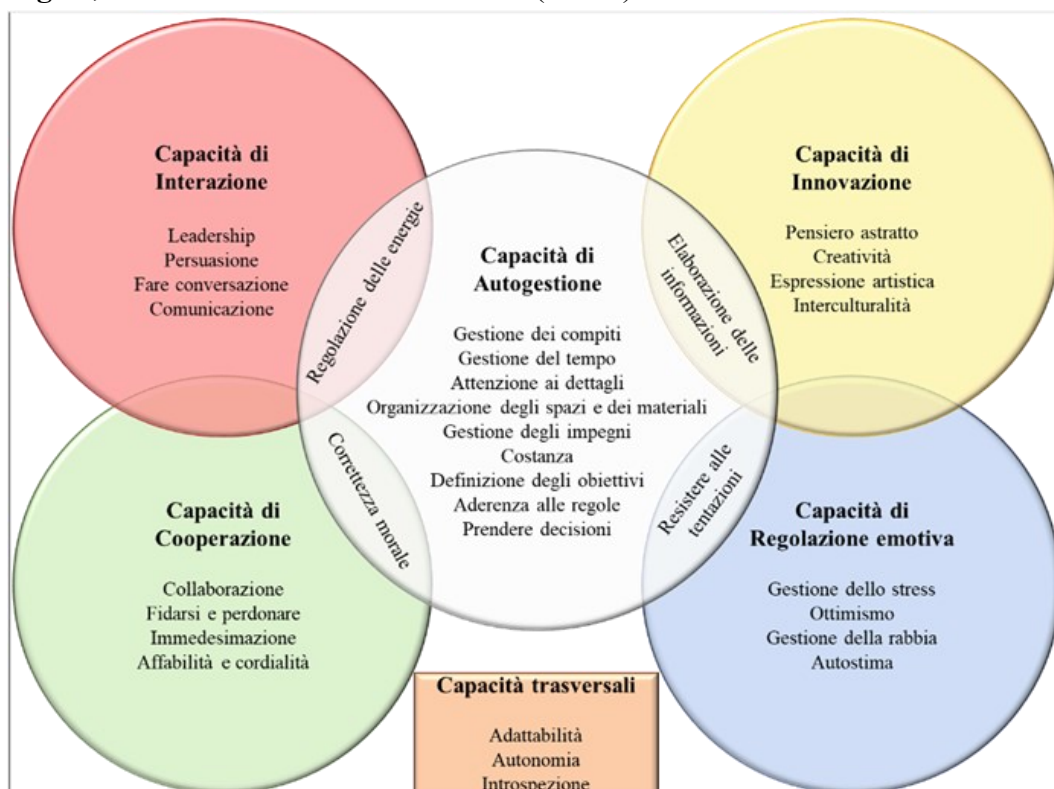 Capacità di
Interazione
Leadership
Persuasione
Fare conversazione
Comunicazione
Regolazione delle energie
Capacità di
Autogestione
Gestione dei compiti
Gestione del tempo
Attenzione ai dettagli
Organizzazione degli spazi e dei materiali
Gestione degli impegni
Costanza
Definizione degli obiettivi
Aderenza alle regole
Prendere decisioni
Elaborazione delle
informazioni
Capacità di
Innovazione
Pensiero astratto
Creatività
Espressione artistica
Interculturalità
Capacità di
Cooperazione
Collaborazione
Fidarsi e perdonare
Immedesimazione
Affabilità e cordialità
Correttezza morale
Resistere alle
tentazioni
Capacità di
Regolazione emotiva
Gestione dello stress
Ottimismo
Gestione della rabbia
Autostima
Capacità trasversali
Adattabilità
Autonomia
Introspezione